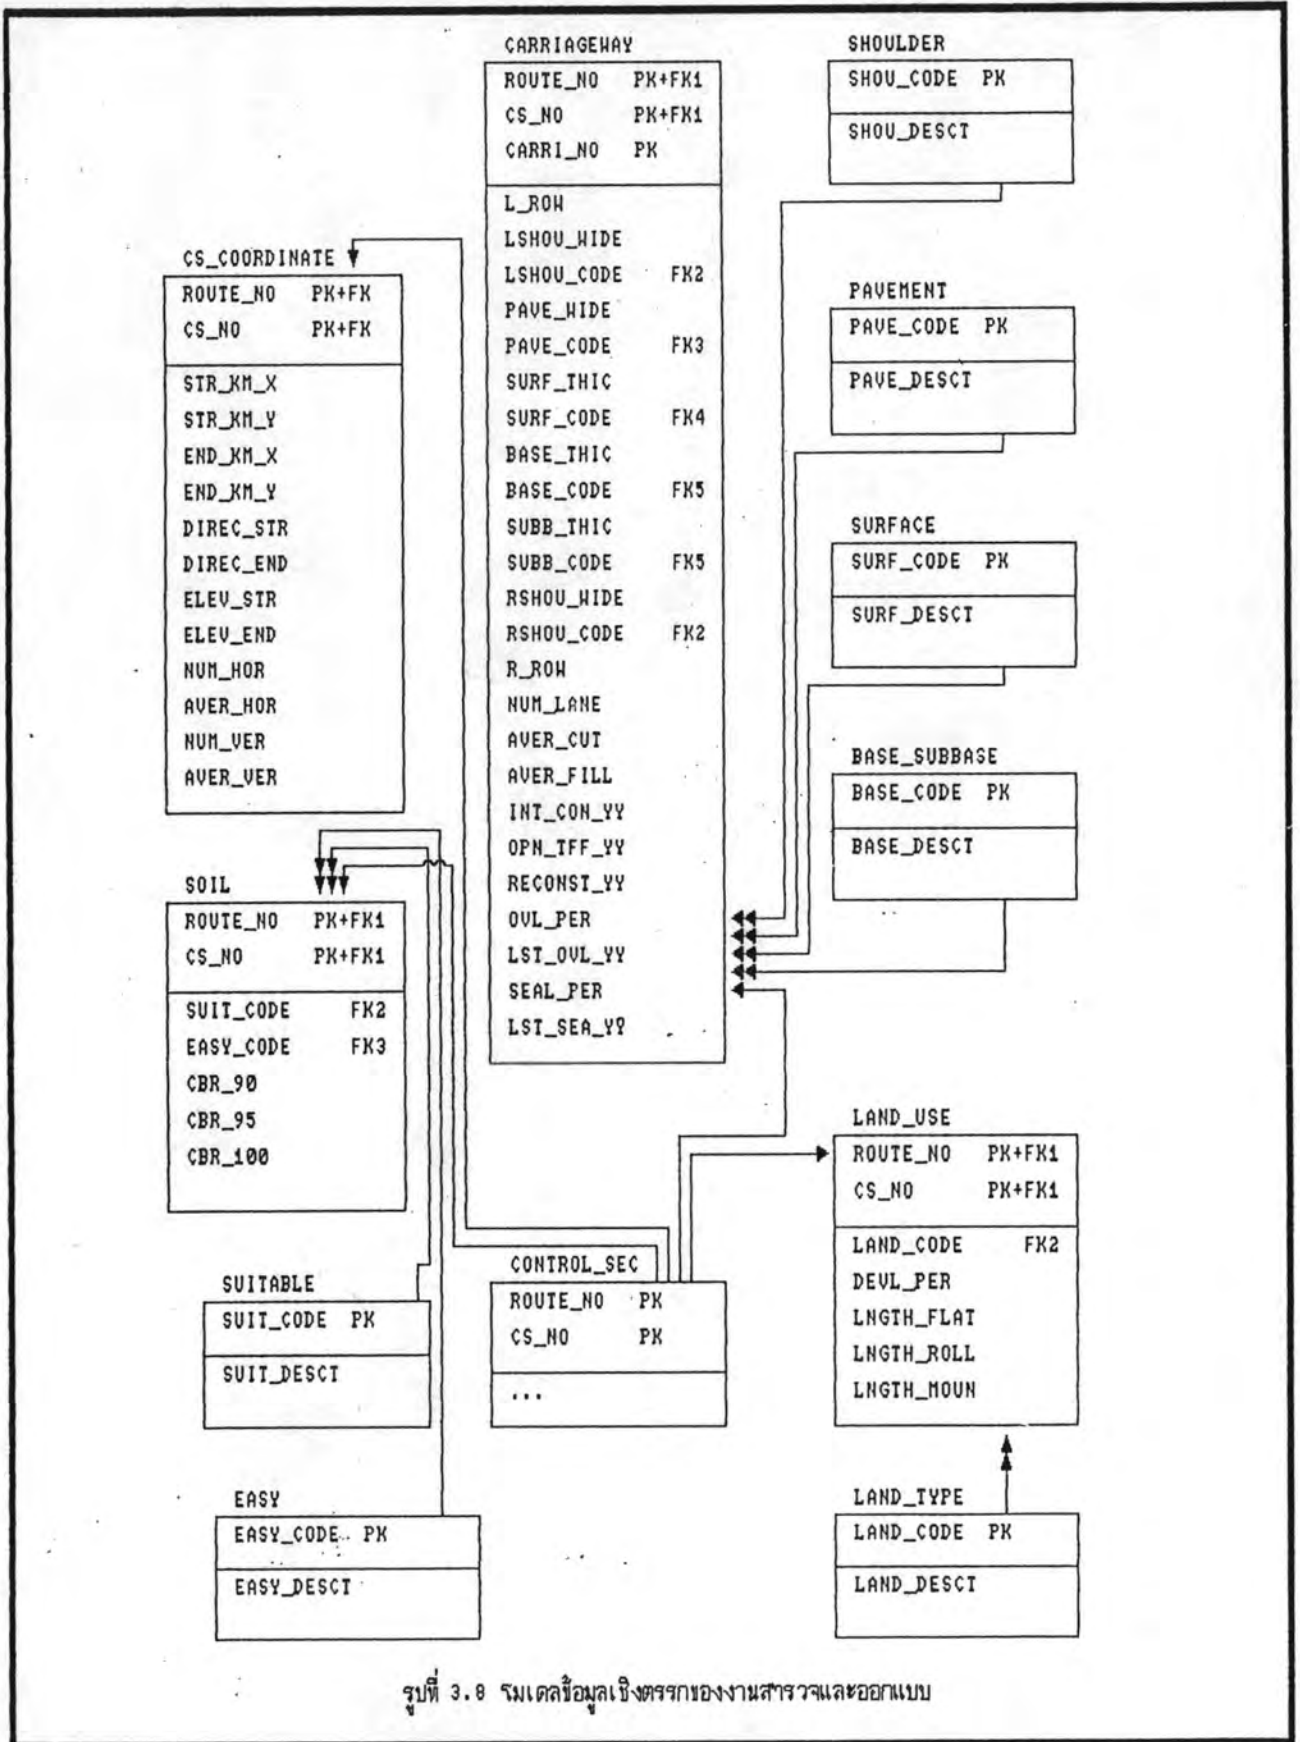 CARRIAGEWAY
ROUTE_NO PK+FK1
CS_NO PK+FK1
CARRI_NO PK
L_ROW
LSHOU_WIDE
LSHOU_CODE FK2
PAVE_WIDE
PAVE_CODE FK3
SURF_THIC
SURF_CODE FK4
BASE_THIC
BASE_CODE FK5
SUBB_THIC
SUBB_CODE FK5
RSHOU_WIDE
RSHOU_CODE FK2
R_ROW
NUM_LANE
AVER_CUT
AVER_FILL
INT_CON_YY
OPN_TFF_YY
RECONST_YY
OVL_PER
LST_OVL_YY
SEAL_PER
LST_SEA_YY
SHOULDER
SHOU_CODE PK
SHOU_DESCT
CS_COORDINATE
ROUTE_NO PK+FK
CS_NO PK+FK
STR_KM_X
STR_KM_Y
END_KM_X
END_KM_Y
DIREC_STR
DIREC_END
ELEV_STR
ELEV_END
NUM_HOR
AVER_HOR
NUM_VER
AVER_VER
PAVEMENT
PAVE_CODE PK
PAVE_DESCT
SURFACE
SURF_CODE PK
SURF_DESCT
BASE_SUBBASE
BASE_CODE PK
BASE_DESCT
SOIL
ROUTE_NO PK+FK1
CS_NO PK+FK1
SUIT_CODE FK2
EASY_CODE FK3
CBR_90
CBR_95
CBR_100
LAND_USE
ROUTE_NO PK+FK1
CS_NO PK+FK1
LAND_CODE FK2
DEVL_PER
LNGTH_FLAT
LNGTH_ROLL
LNGTH_MOUN
SUITABLE
SUIT_CODE PK
SUIT_DESCT
CONTROL_SEC
ROUTE_NO PK
CS_NO PK
...
EASY
EASY_CODE PK
EASY_DESCT
LAND_TYPE
LAND_CODE PK
LAND_DESCT
รูปที่ 3.8 โมเดลข้อมูลเชิงตรรกของงานสำรวจและออกแบบ